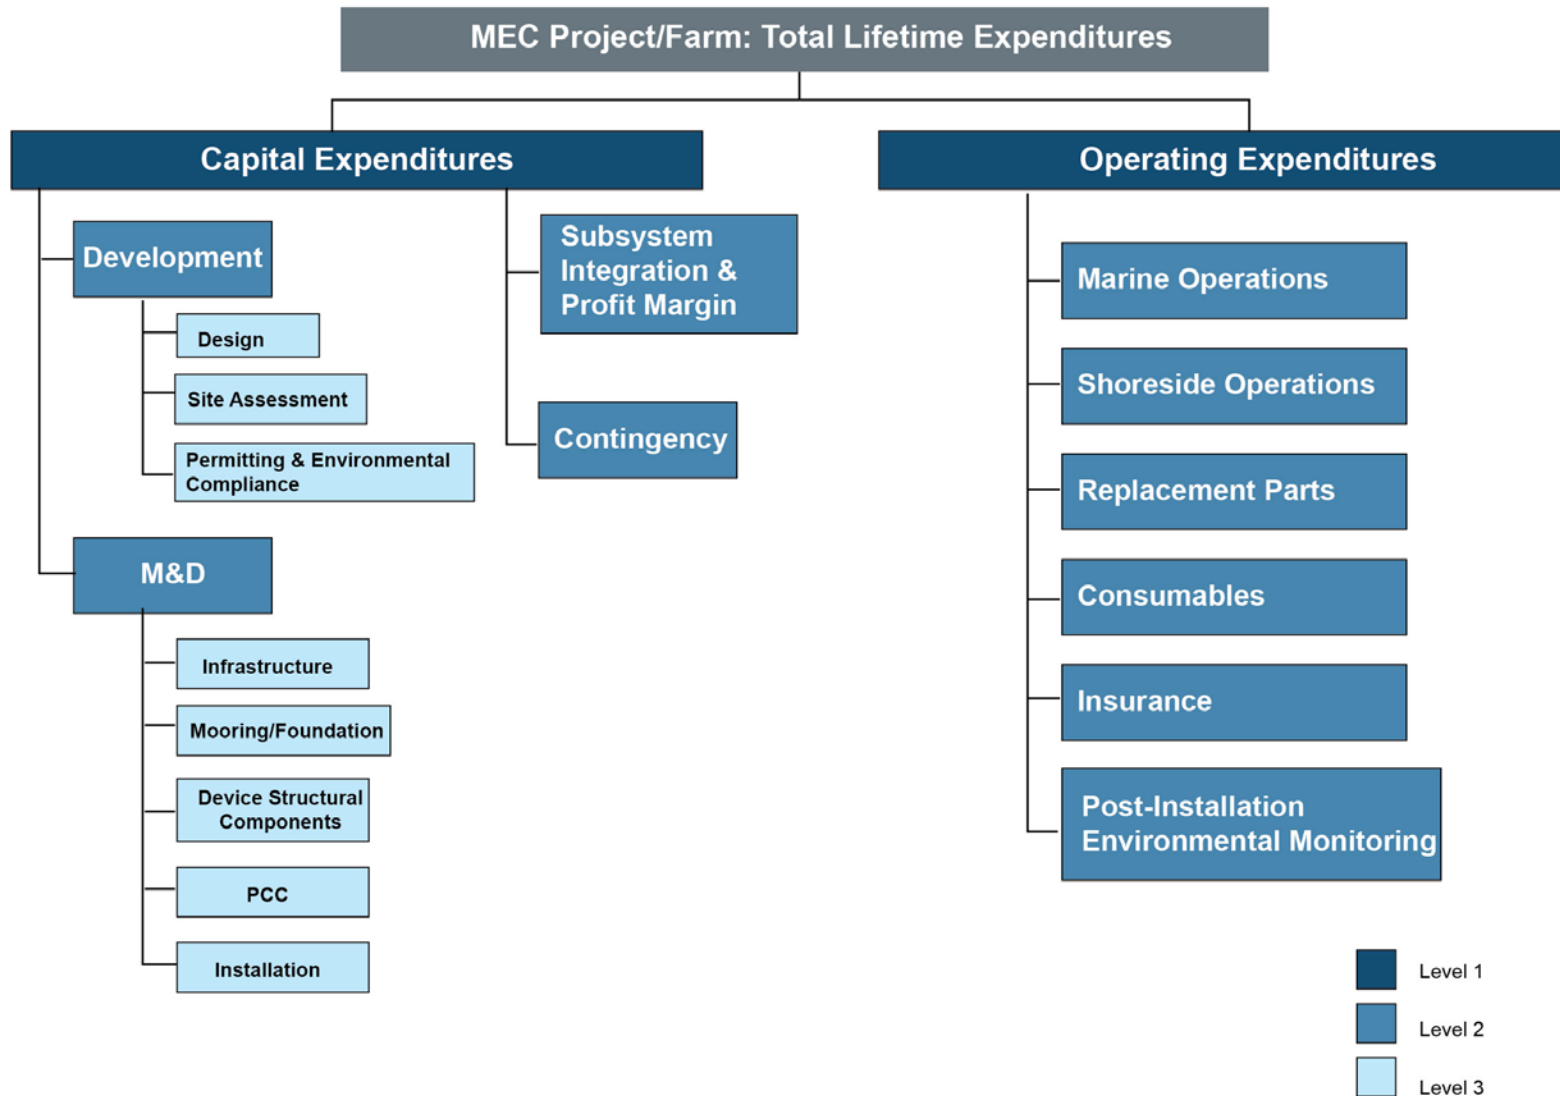 MEC Project/Farm: Total Lifetime Expenditures
Capital Expenditures
Development
Design
Site Assessment
Permitting & Environmental
Compliance
M&D
Infrastructure
Mooring/Foundation
Device Structural
Components
PCC
Installation
Subsystem
Integration &
Profit Margin
Contingency
Operating Expenditures
Marine Operations
Shoreside Operations
Replacement Parts
Consumables
Insurance
Post-Installation
Environmental Monitoring
Level 1
Level 2
Level 3